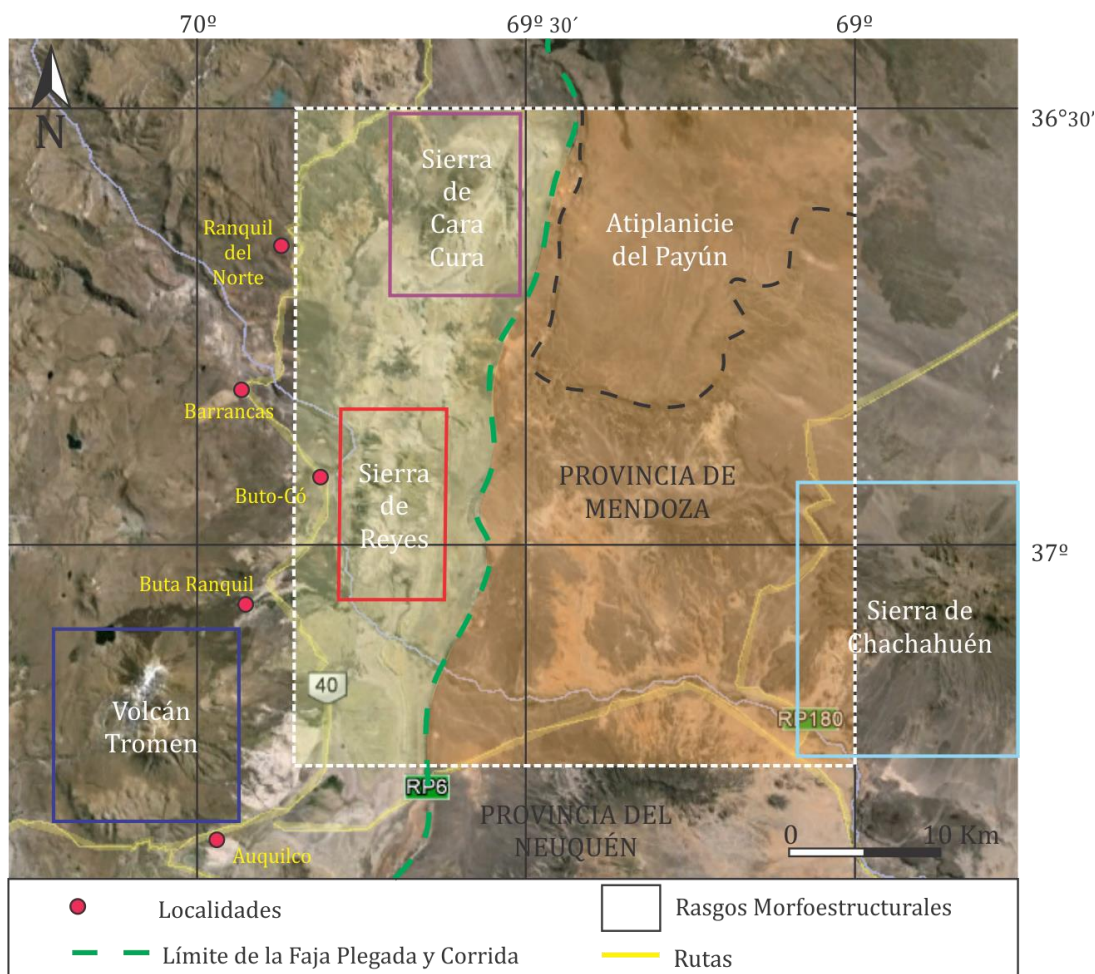 70º
69º 30′
69º
36°30′
N
Sierra
de
Cara
Cura
Atiplanicie
del Payún
Ranquil
del
Norte
Barrancas
Sierra
de
Reyes
Buto-Có
PROVINCIA DE
MENDOZA
37º
Buta Ranquil
Sierra de
Chachahuén
40
Volcán
Tromen
RP180
RP6
PROVINCIA DEL
NEUQUÉN
0
10 Km
Auquilco
Localidades
Rasgos Morfoestructurales
Límite de la Faja Plegada y Corrida
Rutas